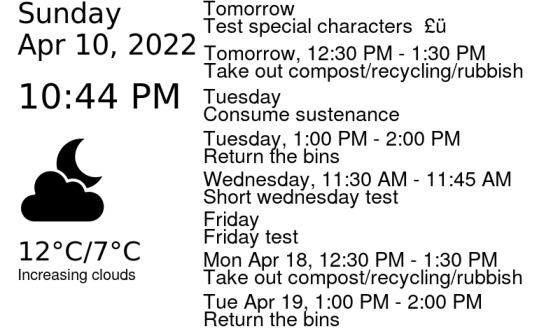 Sunday
Apr 10, 2022
10:44 PM
12°C/7°C
Increasing clouds
Tomorrow
Test special characters  £ü
Tomorrow, 12:30 PM - 1:30 PM
Take out compost/recycling/rubbish
Tuesday
Consume sustenance
Tuesday, 1:00 PM - 2:00 PM
Return the bins
Wednesday, 11:30 AM - 11:45 AM
Short wednesday test
Friday
Friday test
Mon Apr 18, 12:30 PM - 1:30 PM
Take out compost/recycling/rubbish
Tue Apr 19, 1:00 PM - 2:00 PM
Return the bins